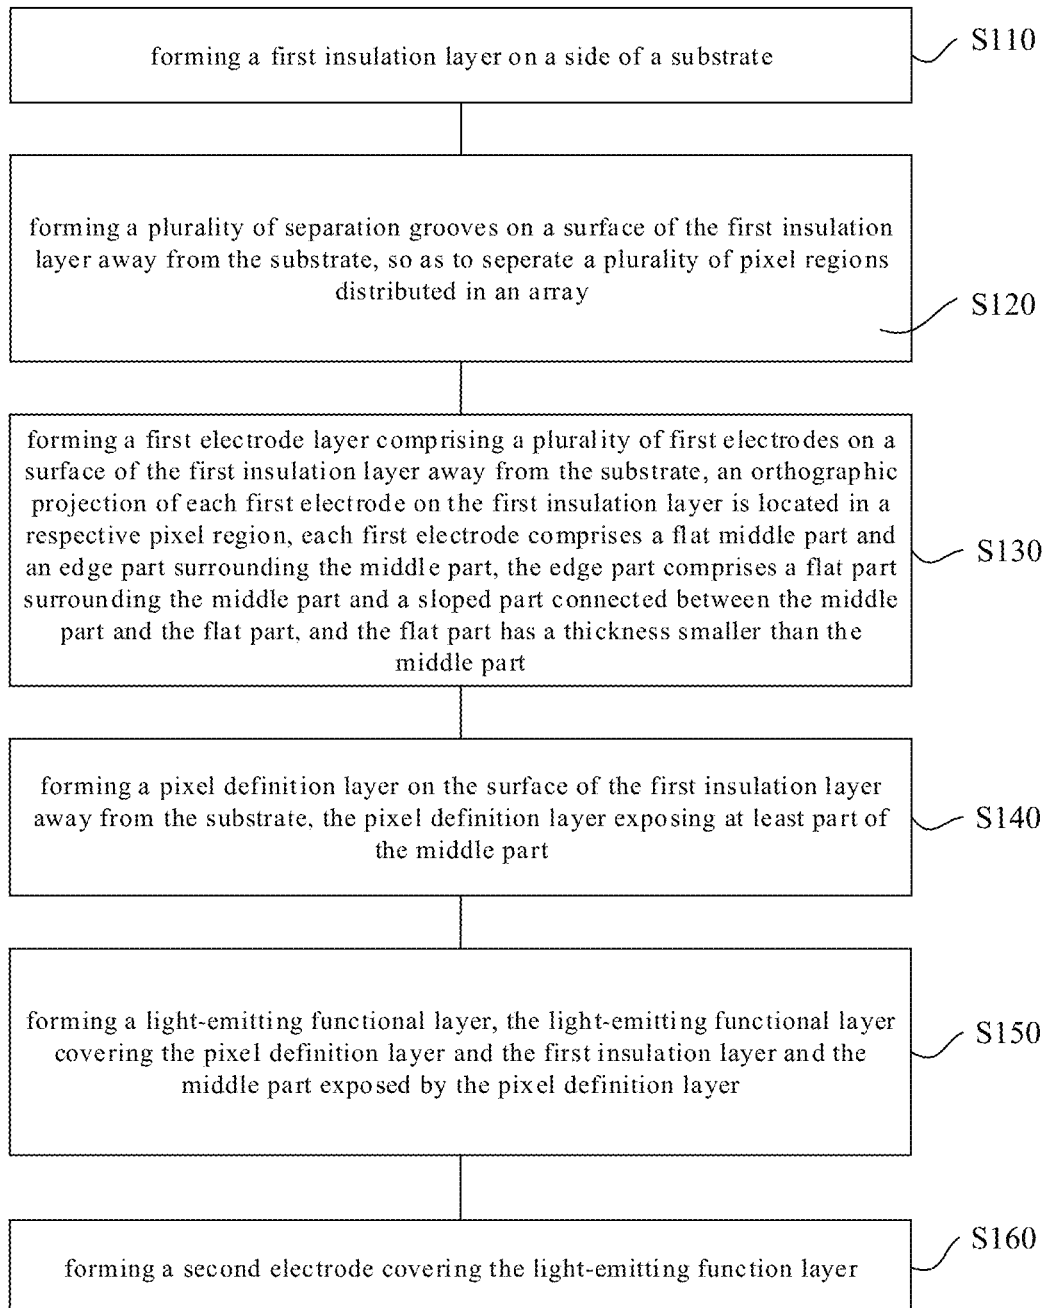 forming a first insulation layer on a side of a substrate
S110
forming a plurality of separation grooves on a surface of the first insulation
layer away from the substrate, so as to seperate a plurality of pixel regions
distributed in an array
S120
forming a first electrode layer comprising a plurality of first electrodes on a
surface of the first insulation layer away from the substrate, an orthographic
projection of each first electrode on the first insulation layer is located in a
respective pixel region, each first electrode comprises a flat middle part and
an edge part surrounding the middle part, the edge part comprises a flat part
surrounding the middle part and a sloped part connected between the middle
part and the flat part, and the flat part has a thickness smaller than the
middle part
S130
forming a pixel definition layer on the surface of the first insulation layer
away from the substrate, the pixel definition layer exposing at least part of
the middle part
S140
forming a light-emitting functional layer, the light-emitting functional layer
covering the pixel definition layer and the first insulation layer and the
middle part exposed by the pixel definition layer
S150
forming a second electrode covering the light-emitting function layer
S160